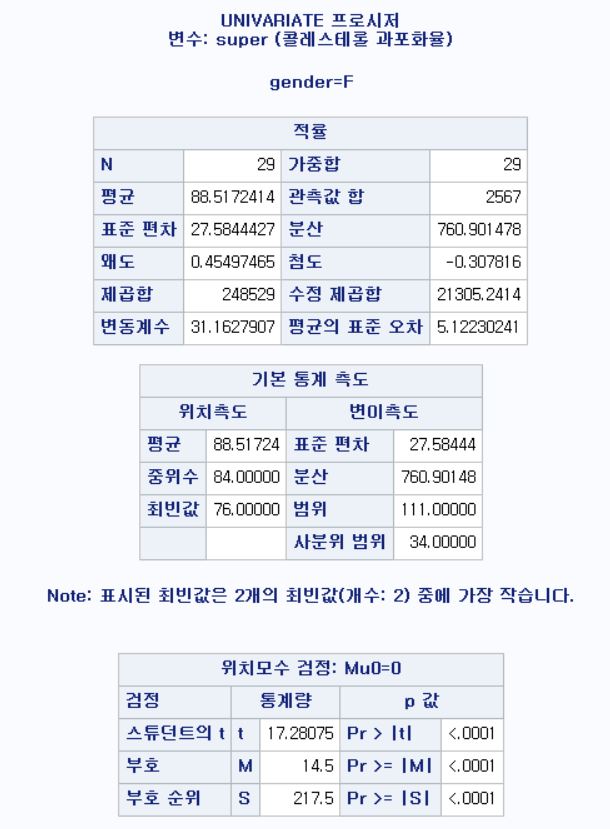 UNIVARIATE 프로시저
변수: super (콜레스테롤 과포화율)
gender=F
적률
N 29 가중합 29
평균 88.5172414 관측값 합 2567
표준 편차 27.5844427 분산 760.901478
왜도 0.45497465 첨도 -0.307816
제곱합 248529 수정 제곱합 21305.2414
변동계수 31.1627907 평균의 표준 오차 5.12230241
기본 통계 측도
위치측도 변이측도
평균 88.51724 표준 편차 27.58444
중위수 84.00000 분산 760.90148
최빈값 76.00000 범위 111.00000
사분위 범위 34.00000
Note: 표시된 최빈값은 2개의 최빈값(개수: 2) 중에 가장 작습니다.
위치모수 검정: Mu0=0
검정 통계량 p 값
스튜던트의 t t 17.28075 Pr > |t| <.0001
부호 M 14.5 Pr >= |M| <.0001
부호 순위 S 217.5 Pr >= |S| <.0001